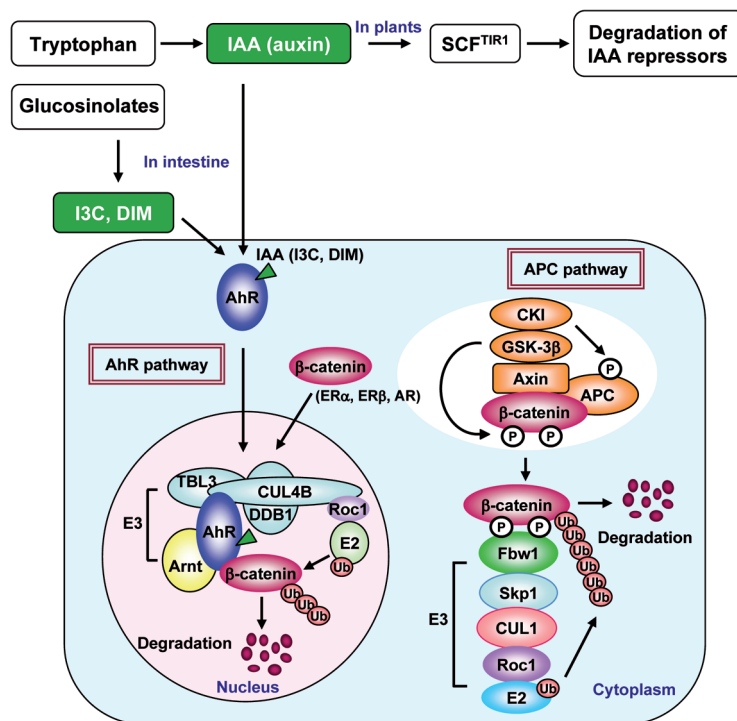 Tryptophan
IAA (auxin)
In plants
SCFTIR1
Degradation of
IAA repressors
Glucosinolates
In intestine
I3C, DIM
IAA (I3C, DIM)
AhR
AhR pathway
β-catenin
(ERα, ERβ, AR)
TBL3
CUL4B
DDB1
Roc1
E3
AhR
E2
Arnt
Ub
β-catenin
Ub
Ub
Ub
Degradation
Nucleus
APC pathway
CKI
GSK-3β
P
Axin
APC
β-catenin
P
P
β-catenin
P
P
Ub
Ub
Ub
Ub
Ub
Ub
Degradation
Fbw1
Skp1
E3
CUL1
Roc1
E2
Ub
Cytoplasm